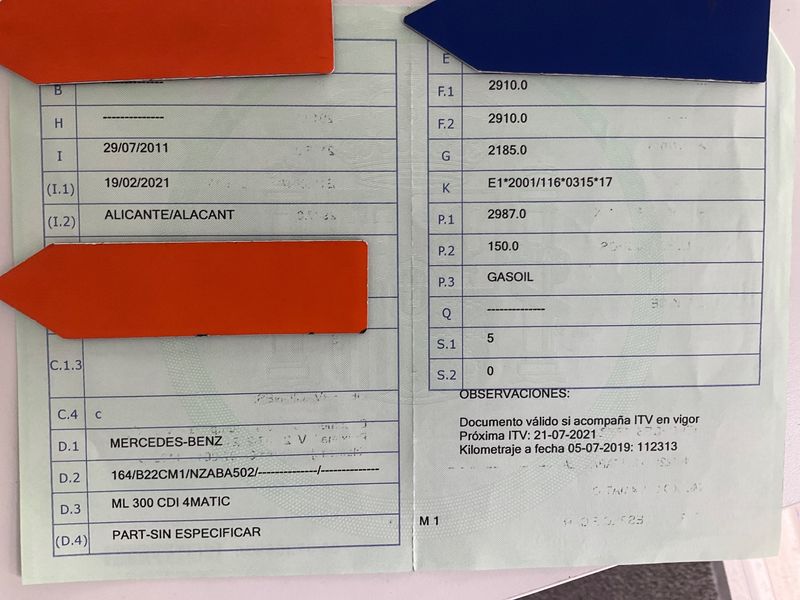 B --------------
H --------------
I 29/07/2011
(I.1) 19/02/2021
(I.2) ALICANTE/ALACANT
C.1.3
C.4 c
D.1 MERCEDES-BENZ
D.2 164/B22CM1/NZABA502/--------------/--------------
D.3 ML 300 CDI 4MATIC
(D.4) PART-SIN ESPECIFICAR
E
F.1 2910.0
F.2 2910.0
G 2185.0
K E1*2001/116*0315*17
P.1 2987.0
P.2 150.0
P.3 GASOIL
Q --------------
S.1 5
S.2 0
OBSERVACIONES:
Documento válido si acompaña ITV en vigor
Próxima ITV: 21-07-2021
Kilometraje a fecha 05-07-2019: 112313
M 1